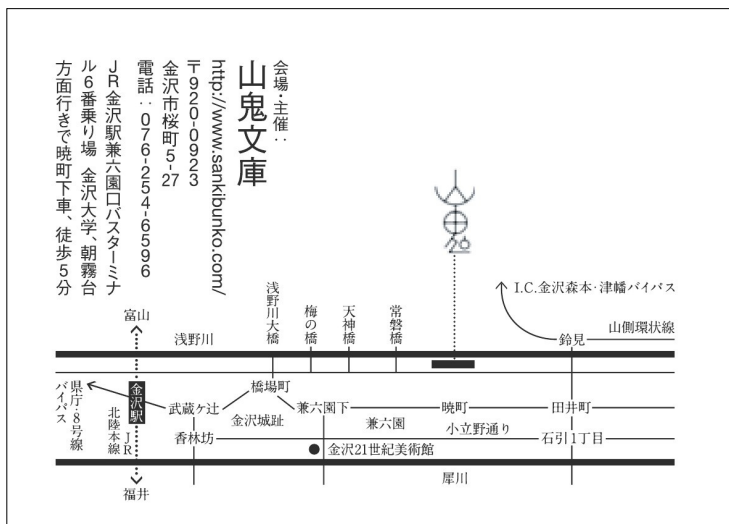 会場・主催：
山鬼文庫
http://www.sankibunko.com/
〒920-0923
金沢市桜町5-27
電話：076-254-6596
JR金沢駅兼六園口バスターミナ
ル6番乗り場 金沢大学、朝霧台
方面行きで暁町下車、徒歩5分
I.C.金沢森本・津幡バイパス
富山
浅野川
浅野川大橋
梅の橋
天神橋
常磐橋
鈴見
山側環状線
県庁・8号線
バイパス
金沢駅
北陸本線
JR
武蔵ヶ辻
橋場町
兼六園下
暁町
田井町
金沢城趾
兼六園
小立野通り
香林坊
石引1丁目
金沢21世紀美術館
犀川
福井